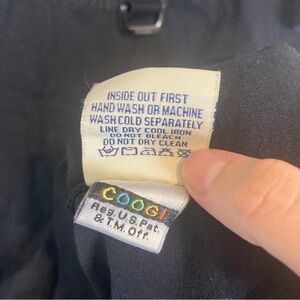 INSIDE OUT FIRST
HAND WASH OR MACHINE
WASH COLD SEPARATELY
LINE DRY COOL IRON
DO NOT BLEACH
DO NOT DRY CLEAN
COOGI
Reg. U.S. Pat.
& T.M. Off.